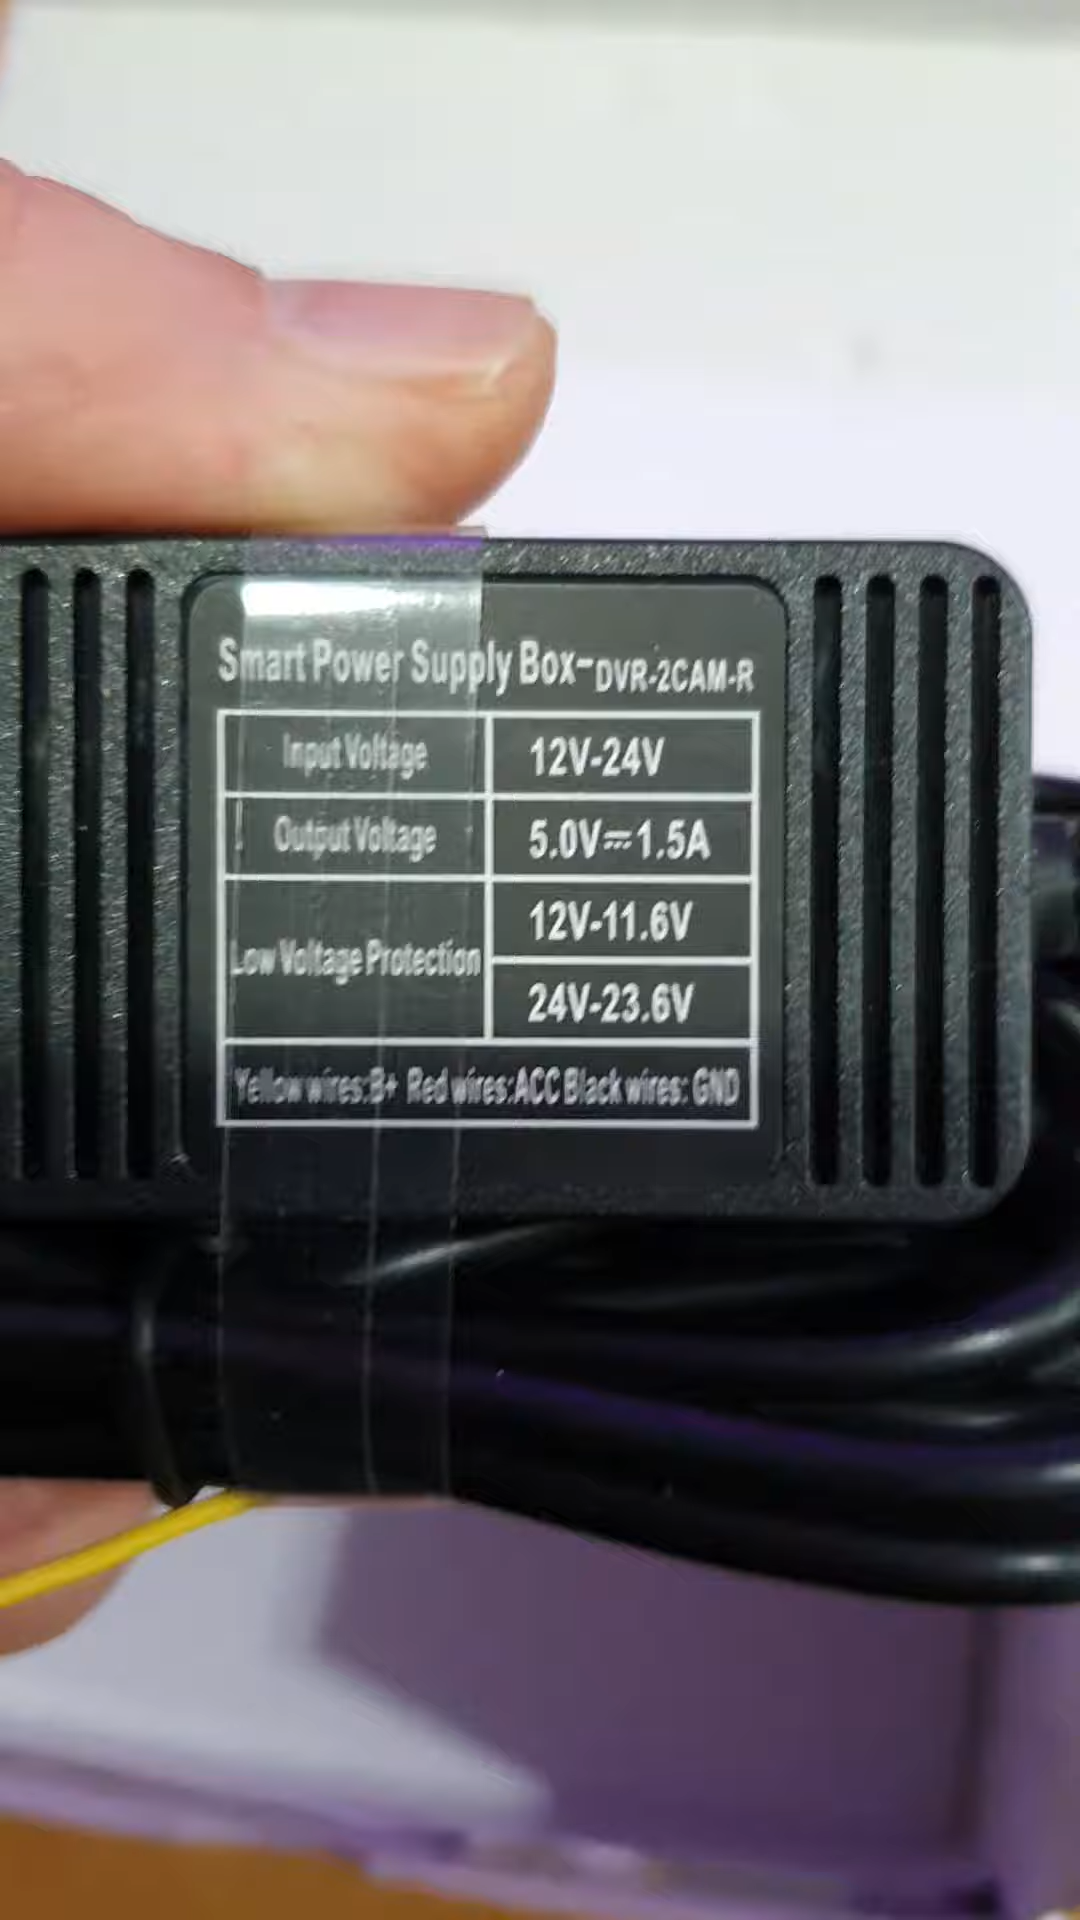 Smart Power Supply Box-DVR-2CAM-R
Input Voltage 12V-24V
Output Voltage 5.0V⎓1.5A
Low Voltage Protection
12V-11.6V
24V-23.6V
Yellow wires:B+ Red wires:ACC Black wires: GND